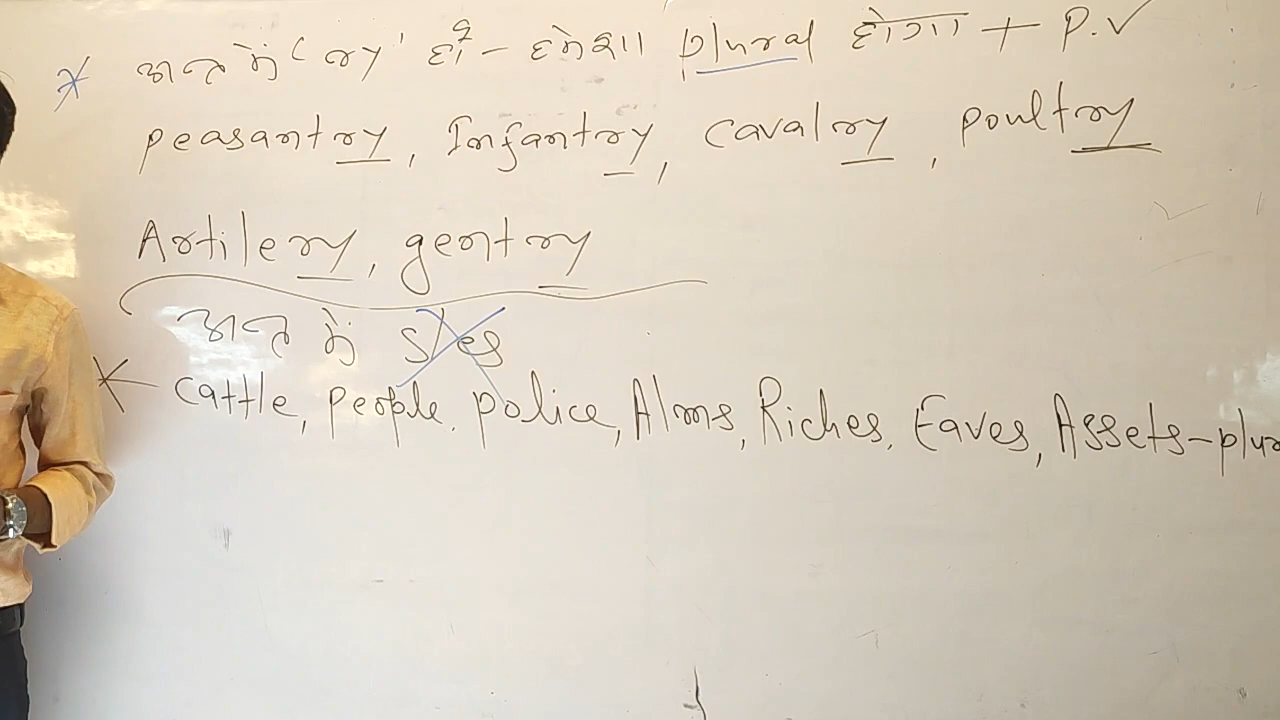 * अन्त में 'ry' हो - हमेशा plural होगा + P.V
peasantry, Infantry, cavalry, poultry
Artilery, gentry
अन्त में s/es
* cattle, people. police, Alms, Riches, Eaves, Assets-plur